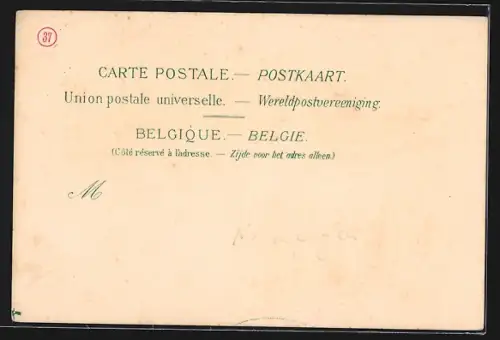 37
CARTE POSTALE.— POSTKAART.
Union postale universelle. — Wereldpostvereeniging.
BELGIQUE.— BELGIE.
(Côté réservé à l'adresse. — Zijde voor het adres alleen.)
M